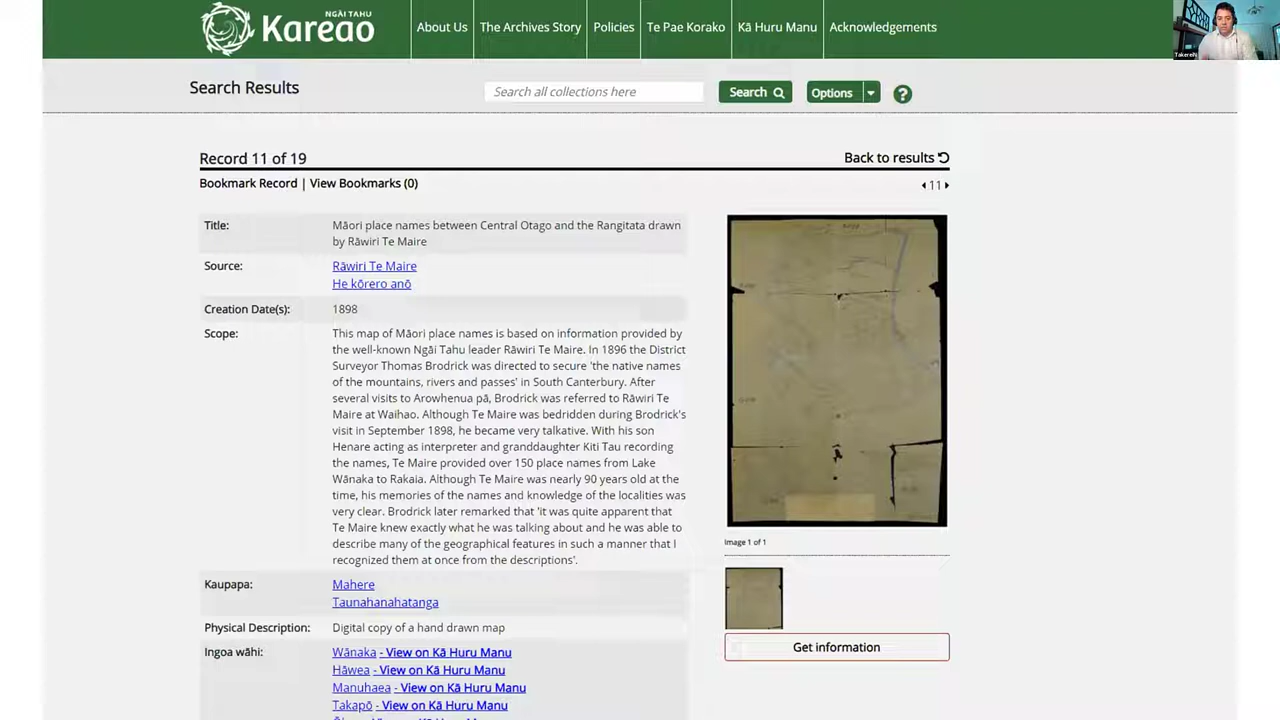 NGĀI TAHU
Kareao
About Us
The Archives Story
Policies
Te Pae Korako
Kā Huru Manu
Acknowledgements
Search Results
Search all collections here
Search
Options
?
Record 11 of 19
Back to results
Bookmark Record | View Bookmarks (0)
11
Title:
Māori place names between Central Otago and the Rangitata drawn
by Rāwiri Te Maire
Source:
Rāwiri Te Maire
He kōrero anō
Creation Date(s):
1898
Scope:
This map of Māori place names is based on information provided by
the well-known Ngāi Tahu leader Rāwiri Te Maire. In 1896 the District
Surveyor Thomas Brodrick was directed to secure 'the native names
of the mountains, rivers and passes' in South Canterbury. After
several visits to Arowhenua pā, Brodrick was referred to Rāwiri Te
Maire at Waihao. Although Te Maire was bedridden during Brodrick's
visit in September 1898, he became very talkative. With his son
Henare acting as interpreter and granddaughter Kiti Tau recording
the names, Te Maire provided over 150 place names from Lake
Wānaka to Rakaia. Although Te Maire was nearly 90 years old at the
time, his memories of the names and knowledge of the localities was
very clear. Brodrick later remarked that 'it was quite apparent that
Te Maire knew exactly what he was talking about and he was able to
describe many of the geographical features in such a manner that I
recognized them at once from the descriptions'.
Kaupapa:
Mahere
Taunahanahatanga
Physical Description:
Digital copy of a hand drawn map
Ingoa wāhi:
Wānaka - View on Kā Huru Manu
Hāwea - View on Kā Huru Manu
Manuhaea - View on Kā Huru Manu
Takapō - View on Kā Huru Manu
Image 1 of 1
Get information